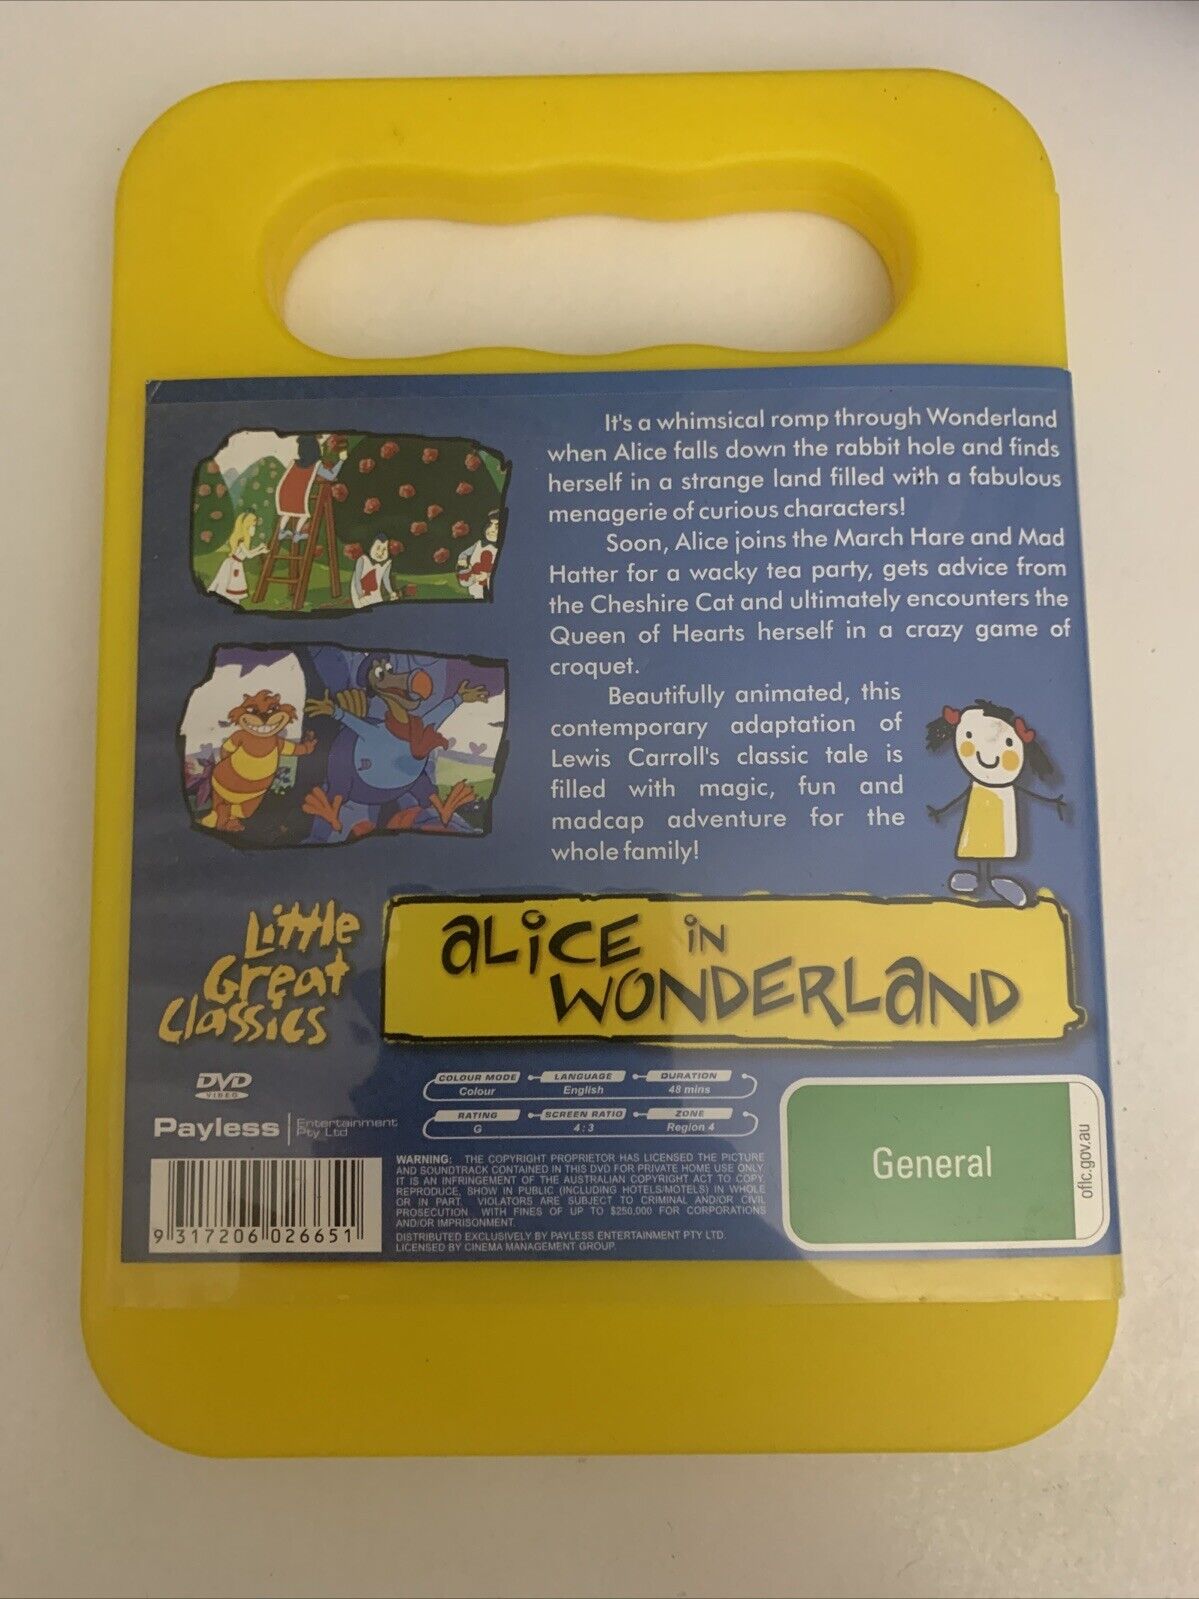 It's a whimsical romp through Wonderland
when Alice falls down the rabbit hole and finds
herself in a strange land filled with a fabulous
menagerie of curious characters!
Soon, Alice joins the March Hare and Mad
Hatter for a wacky tea party, gets advice from
the Cheshire Cat and ultimately encounters the
Queen of Hearts herself in a crazy game of
croquet.
Beautifully animated, this
contemporary adaptation of
Lewis Carroll's classic tale is
filled with magic, fun and
madcap adventure for the
whole family!
Little
Great
Classics
ALiCE iN
WONDERLaND
DVD
VIDEO
Payless Entertainment
Pty Ltd
COLOUR MODE LANGUAGE DURATION
Colour English 48 mins
RATING SCREEN RATIO ZONE
G 4:3 Region 4
WARNING: THE COPYRIGHT PROPRIETOR HAS LICENSED THE PICTURE
AND SOUNDTRACK CONTAINED IN THIS DVD FOR PRIVATE HOME USE ONLY.
IT IS AN INFRINGEMENT OF THE AUSTRALIAN COPYRIGHT ACT TO COPY,
REPRODUCE, SHOW IN PUBLIC (INCLUDING HOTELS/MOTELS) IN WHOLE
OR IN PART. VIOLATORS ARE SUBJECT TO CRIMINAL AND/OR CIVIL
PROSECUTION. WITH FINES OF UP TO $250,000 FOR CORPORATIONS
AND/OR IMPRISONMENT.
DISTRIBUTED EXCLUSIVELY BY PAYLESS ENTERTAINMENT PTY LTD.
LICENSED BY CINEMA MANAGEMENT GROUP.
9 317206 026651
General
oflc.gov.au